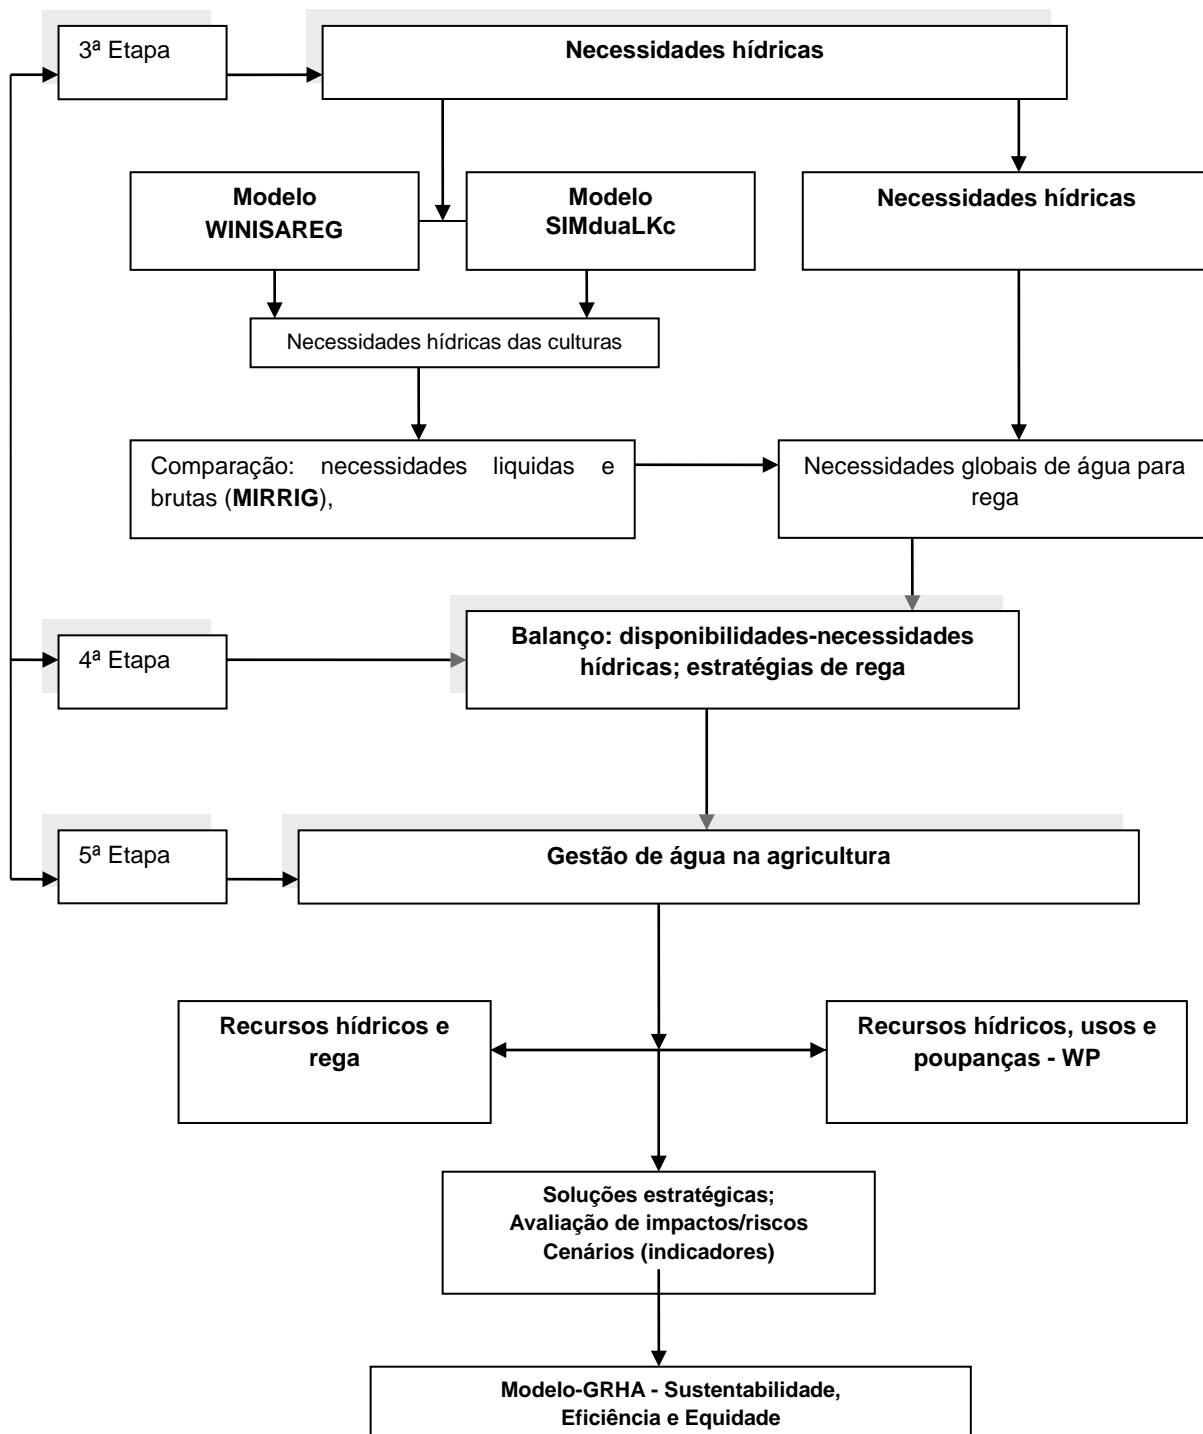 3ª Etapa
Necessidades hídricas
Modelo
WINISAREG
Modelo
SIMduaLKc
Necessidades hídricas
Necessidades hídricas das culturas
Comparação: necessidades liquidas e
brutas (MIRRIG),
Necessidades globais de água para
rega
4ª Etapa
Balanço: disponibilidades-necessidades
hídricas; estratégias de rega
5ª Etapa
Gestão de água na agricultura
Recursos hídricos e
rega
Recursos hídricos, usos e
poupanças - WP
Soluções estratégicas;
Avaliação de impactos/riscos
Cenários (indicadores)
Modelo-GRHA - Sustentabilidade,
Eficiência e Equidade